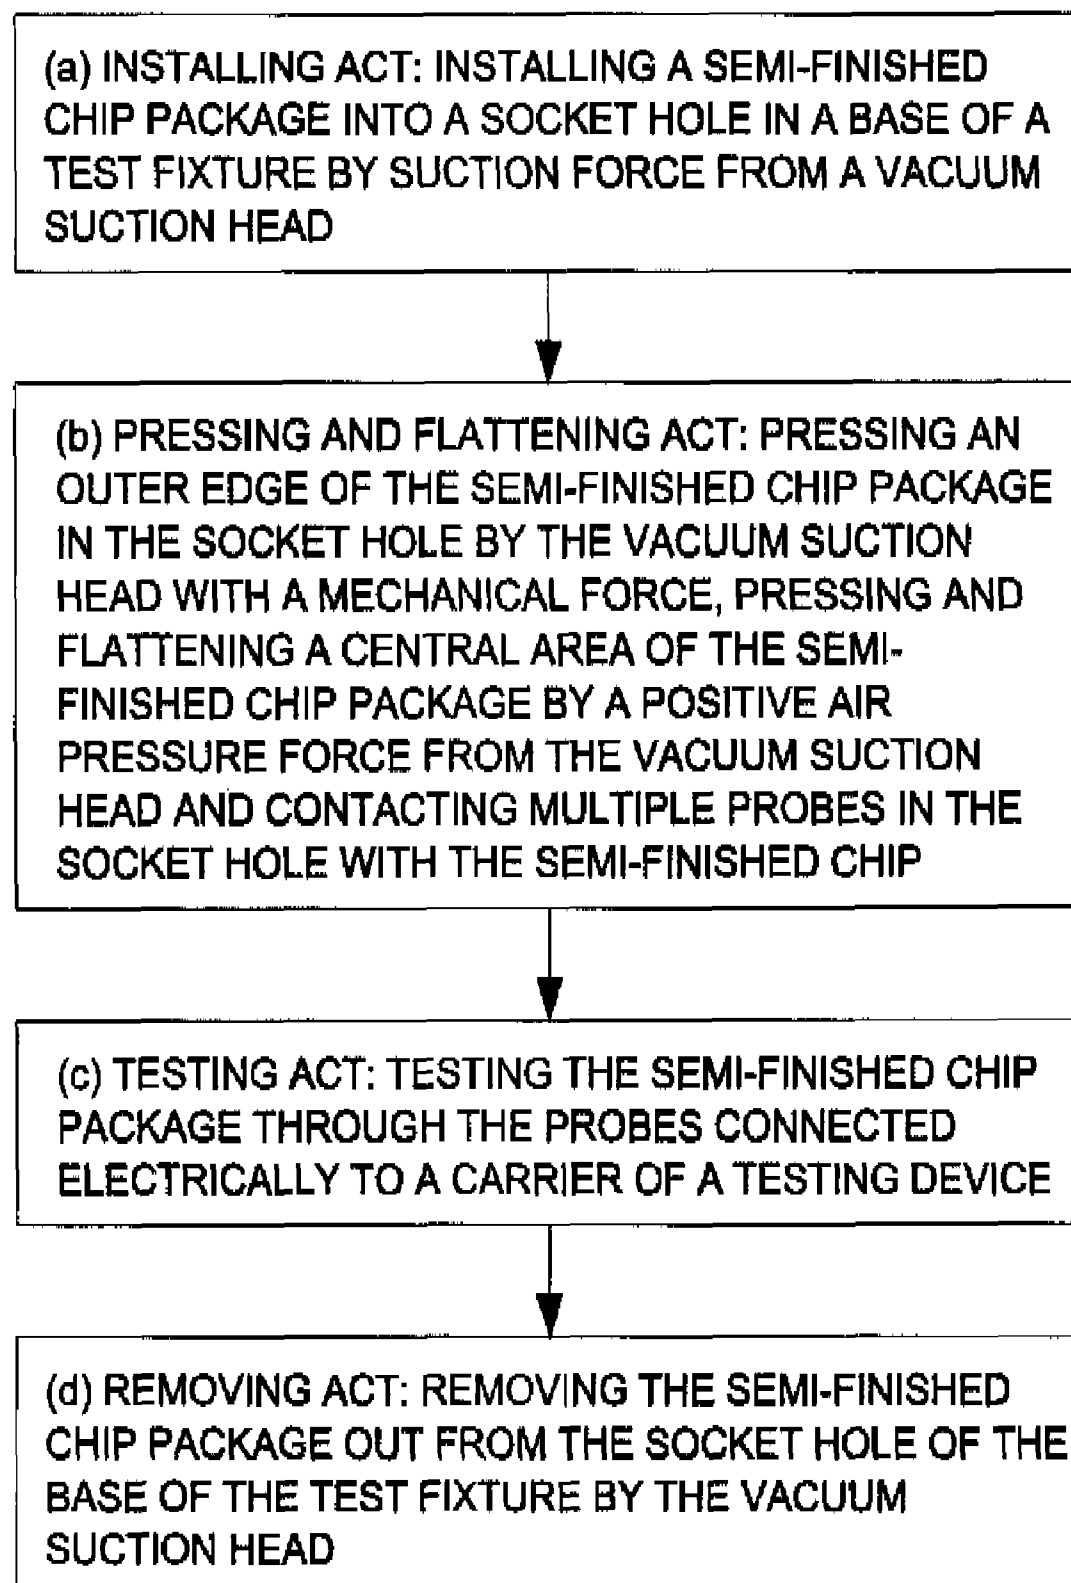 (a) INSTALLING ACT: INSTALLING A SEMI-FINISHED
CHIP PACKAGE INTO A SOCKET HOLE IN A BASE OF A
TEST FIXTURE BY SUCTION FORCE FROM A VACUUM
SUCTION HEAD
(b) PRESSING AND FLATTENING ACT: PRESSING AN
OUTER EDGE OF THE SEMI-FINISHED CHIP PACKAGE
IN THE SOCKET HOLE BY THE VACUUM SUCTION
HEAD WITH A MECHANICAL FORCE, PRESSING AND
FLATTENING A CENTRAL AREA OF THE SEMI-
FINISHED CHIP PACKAGE BY A POSITIVE AIR
PRESSURE FORCE FROM THE VACUUM SUCTION
HEAD AND CONTACTING MULTIPLE PROBES IN THE
SOCKET HOLE WITH THE SEMI-FINISHED CHIP
(c) TESTING ACT: TESTING THE SEMI-FINISHED CHIP
PACKAGE THROUGH THE PROBES CONNECTED
ELECTRICALLY TO A CARRIER OF A TESTING DEVICE
(d) REMOVING ACT: REMOVING THE SEMI-FINISHED
CHIP PACKAGE OUT FROM THE SOCKET HOLE OF THE
BASE OF THE TEST FIXTURE BY THE VACUUM
SUCTION HEAD